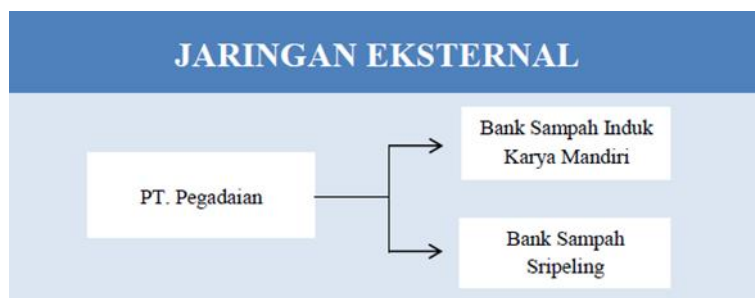 JARINGAN EKSTERNAL
Bank Sampah Induk
Karya Mandiri
PT. Pegadaian
Bank Sampah
Sripeling